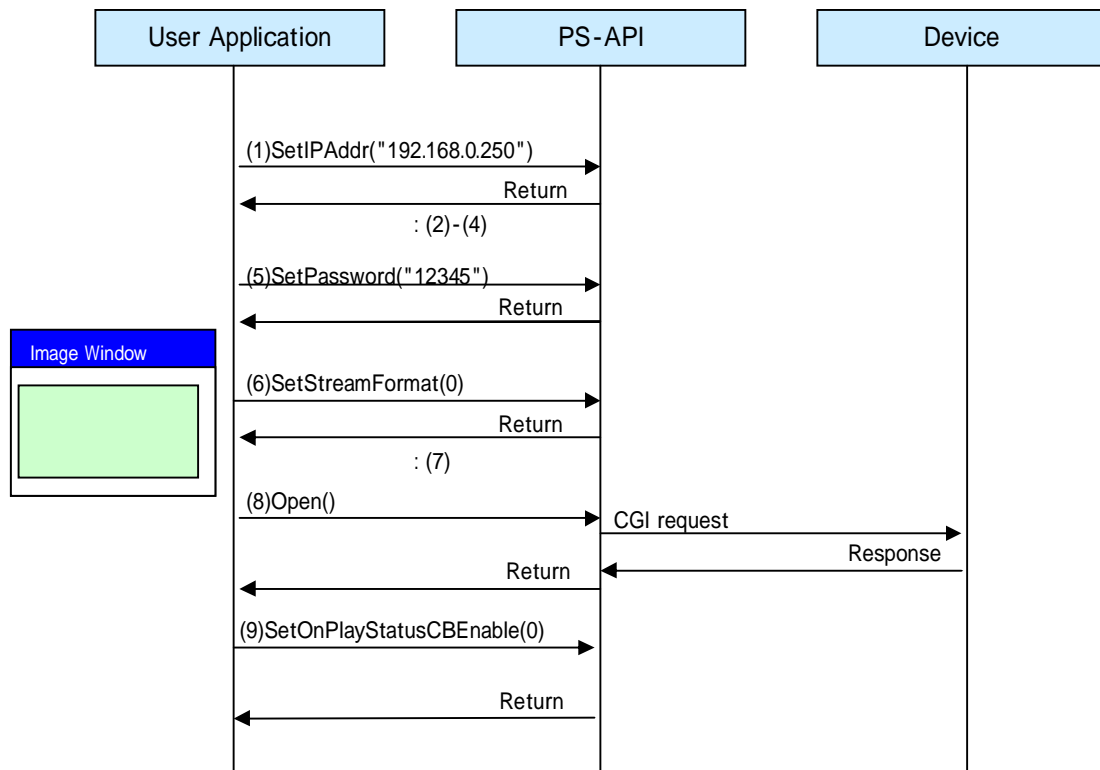 User Application
PS-API
Device
(1)SetIPAddr("192.168.0.250")
Return
: (2)-(4)
(5)SetPassword("12345")
Return
Image Window
(6)SetStreamFormat(0)
Return
: (7)
(8)Open()
CGI request
Response
Return
(9)SetOnPlayStatusCBEnable(0)
Return